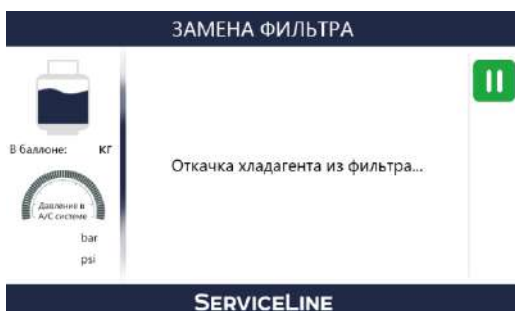 ЗАМЕНА ФИЛЬТРА
В баллоне: КГ
Давление в
A/C системе
bar
psi
Откачка хладагента из фильтра...
SERVICELINE